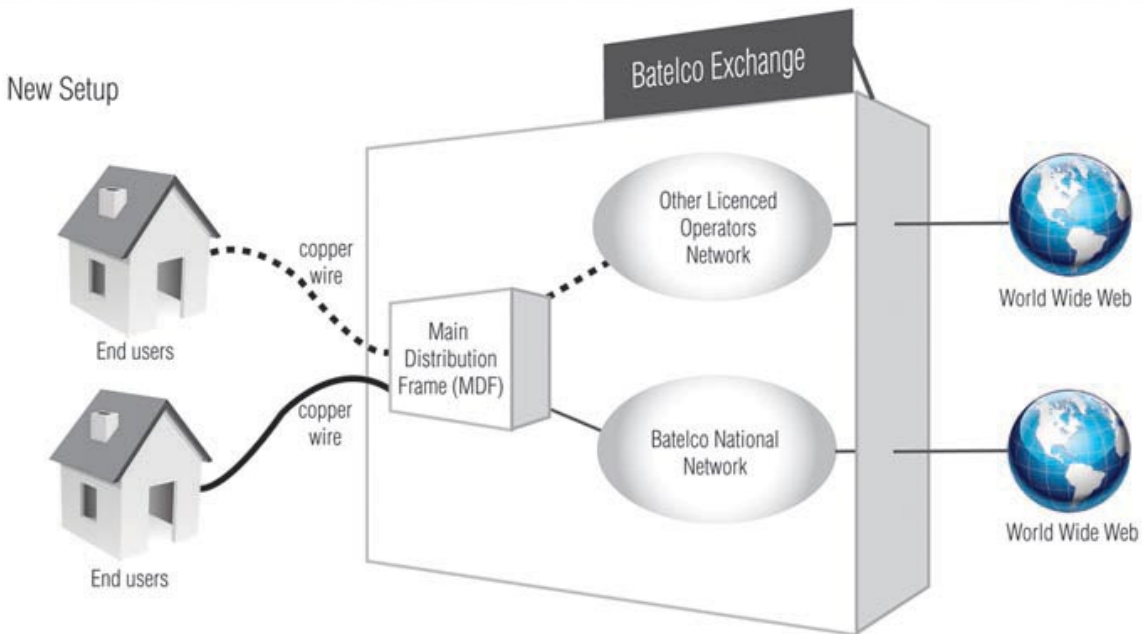 New Setup
Batelco Exchange
End users
copper
wire
End users
copper
wire
Main
Distribution
Frame (MDF)
Other Licenced
Operators
Network
Batelco National
Network
World Wide Web
World Wide Web